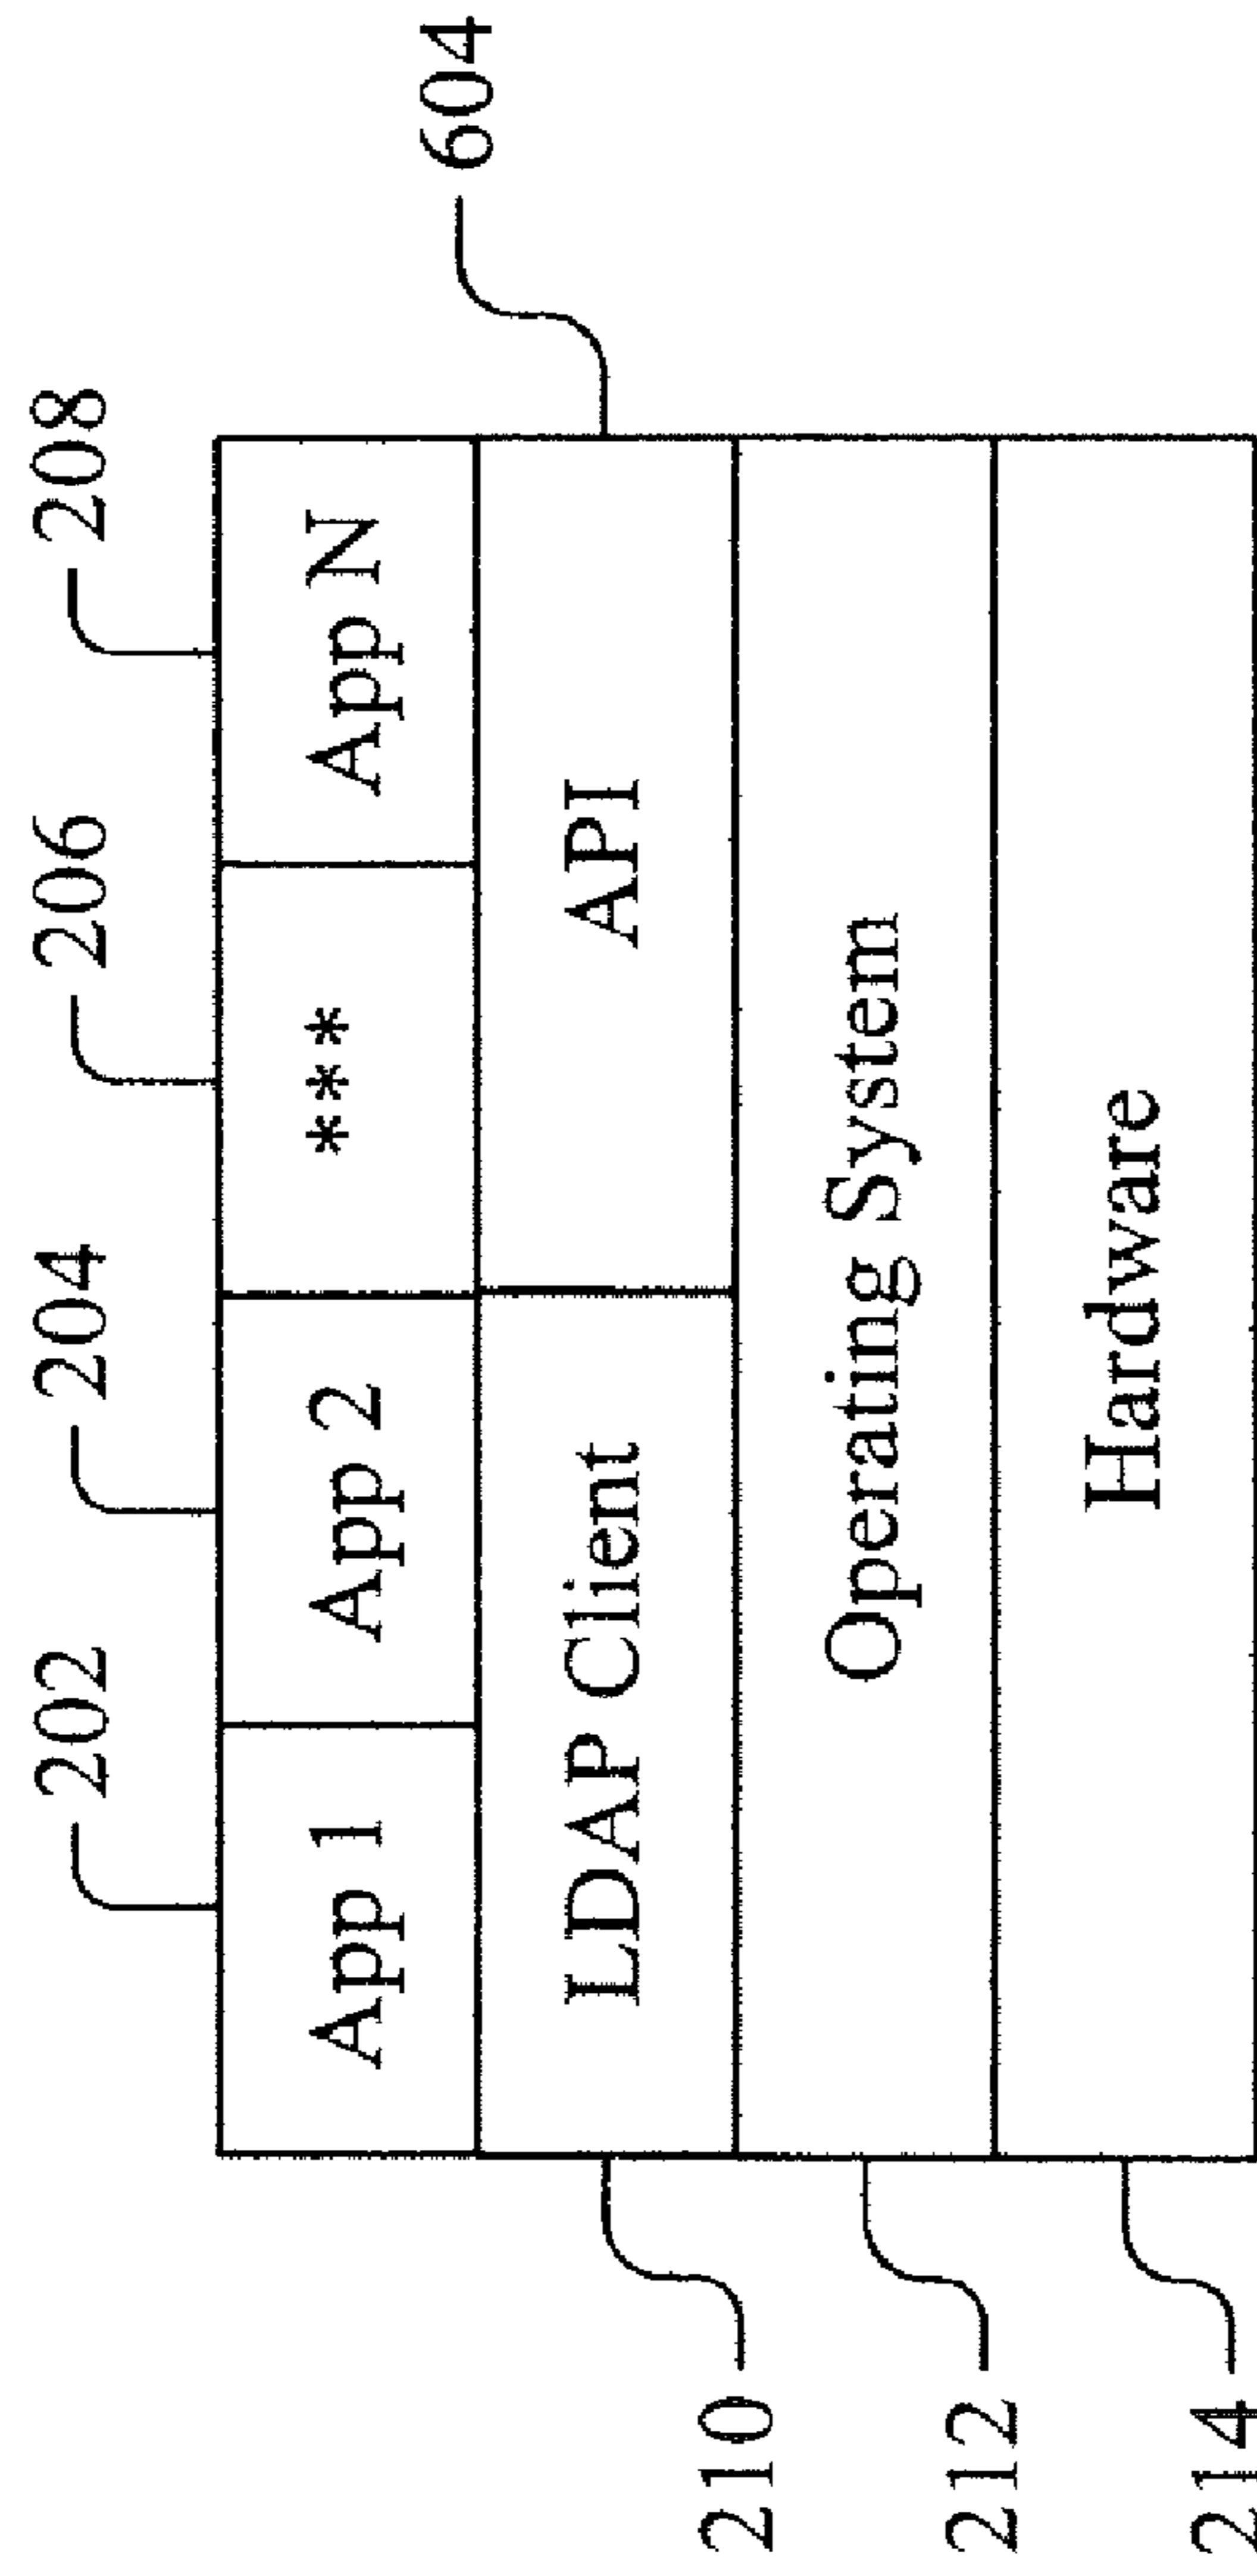 202
204
206
208
App 1
App 2
***
App N
604
LDAP Client
API
210
Operating System
212
Hardware
214